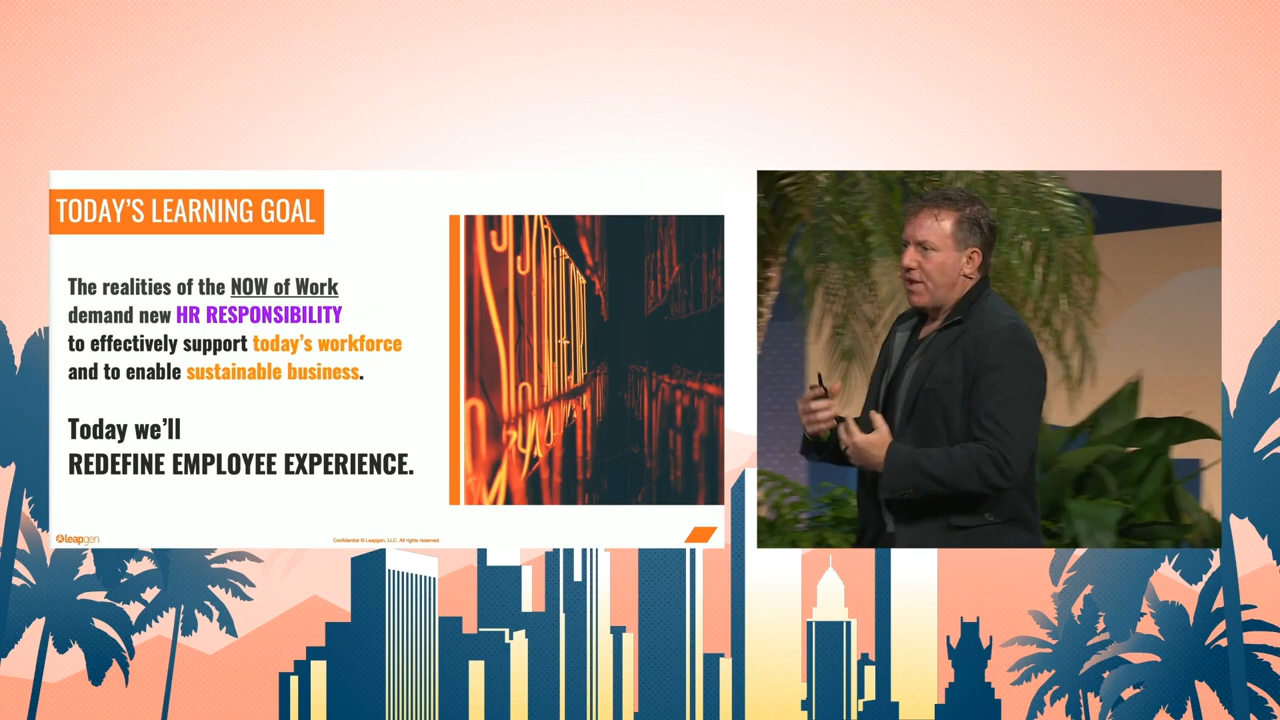 TODAY'S LEARNING GOAL
The realities of the NOW of Work
demand new HR RESPONSIBILITY
to effectively support today's workforce
and to enable sustainable business.
Today we'll
REDEFINE EMPLOYEE EXPERIENCE.
leapgen
Confidential © Leapgen, LLC. All rights reserved.